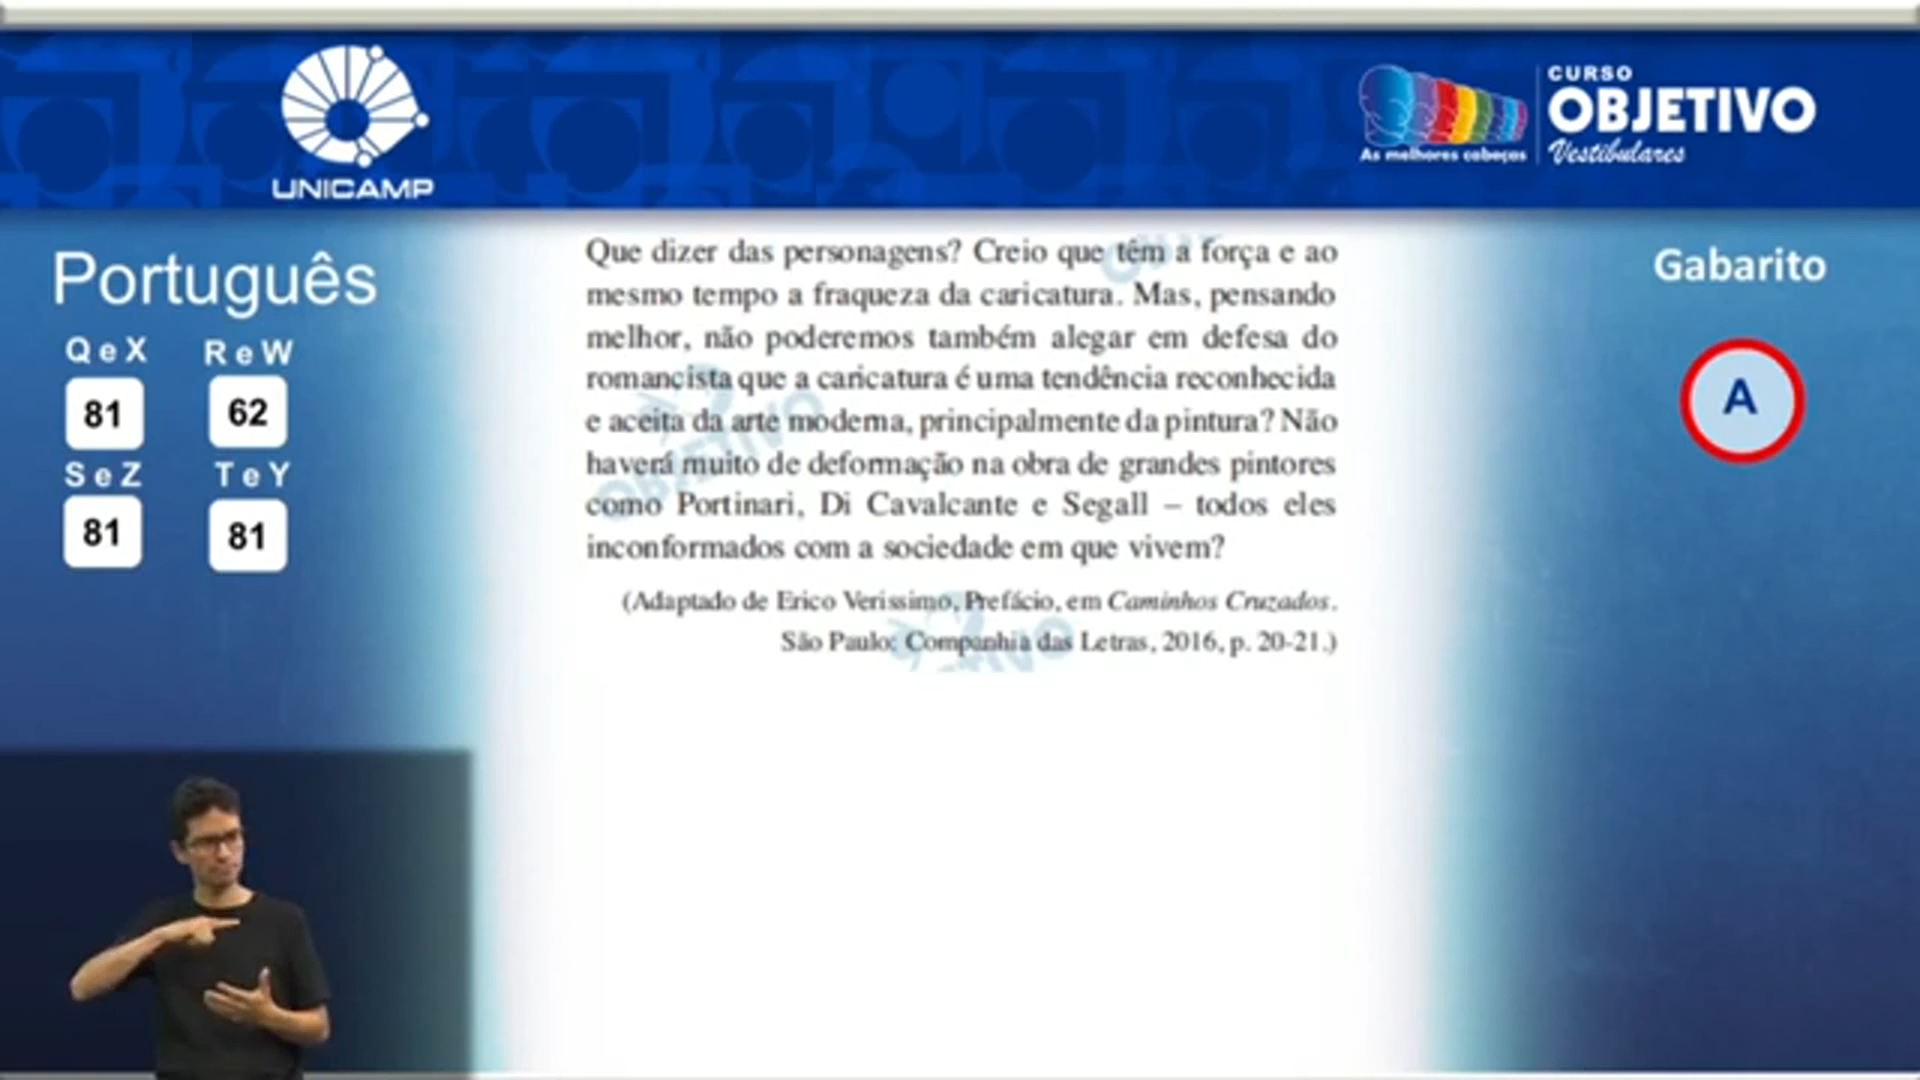 UNICAMP
CURSO
OBJETIVO
As melhores cabeças
Vestibulares
Português
Q e X
R e W
81
62
S e Z
T e Y
81
81
Que dizer das personagens? Creio que têm a força e ao
mesmo tempo a fraqueza da caricatura. Mas, pensando
melhor, não poderemos também alegar em defesa do
romancista que a caricatura é uma tendência reconhecida
e aceita da arte moderna, principalmente da pintura? Não
haverá muito de deformação na obra de grandes pintores
como Portinari, Di Cavalcante e Segall – todos eles
inconformados com a sociedade em que vivem?
(Adaptado de Erico Verissimo, Prefácio, em Caminhos Cruzados.
São Paulo: Companhia das Letras, 2016, p. 20-21.)
Gabarito
A